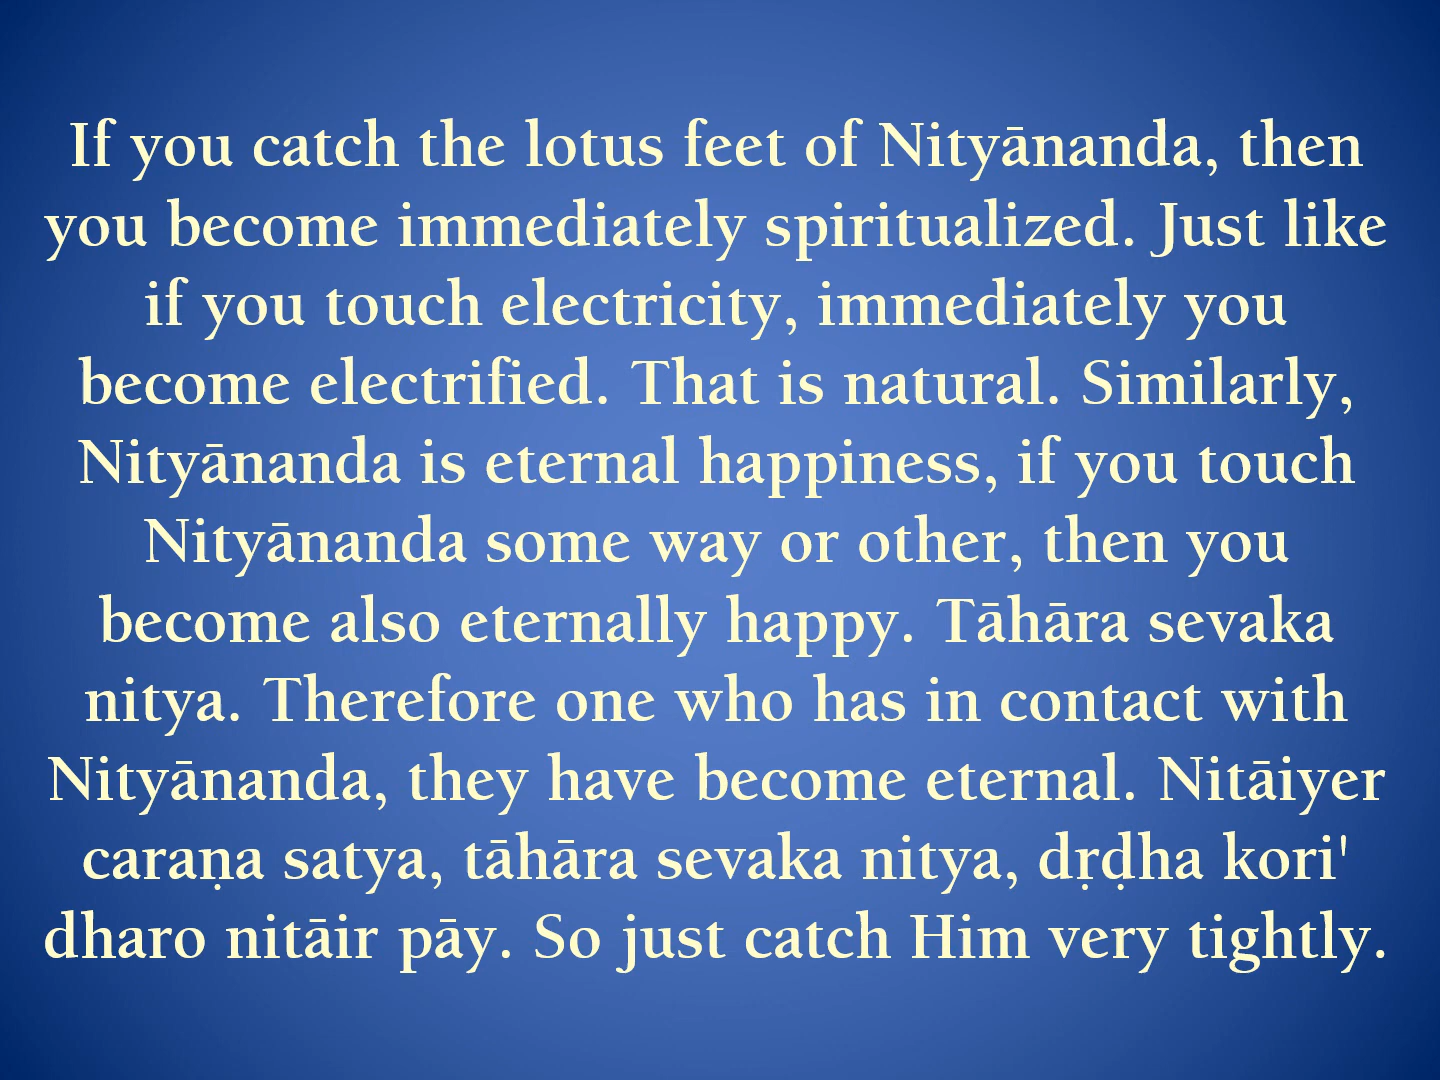 If you catch the lotus feet of Nityānanda, then
you become immediately spiritualized. Just like
if you touch electricity, immediately you
become electrified. That is natural. Similarly,
Nityānanda is eternal happiness, if you touch
Nityānanda some way or other, then you
become also eternally happy. Tāhāra sevaka
nitya. Therefore one who has in contact with
Nityānanda, they have become eternal. Nitāiyer
caraṇa satya, tāhāra sevaka nitya, dṛḍha kori'
dharo nitāir pāy. So just catch Him very tightly.